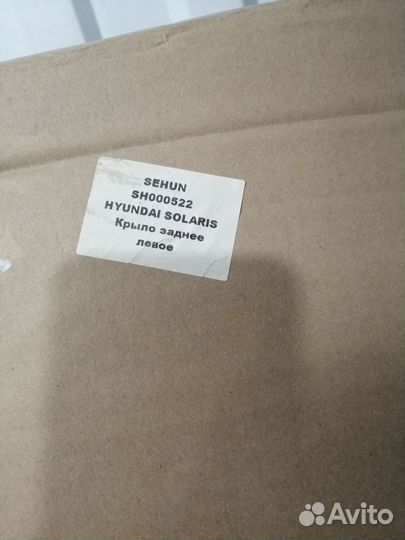 SEHUN
SH000522
HYUNDAI SOLARIS
Крыло заднее
левое
Avito